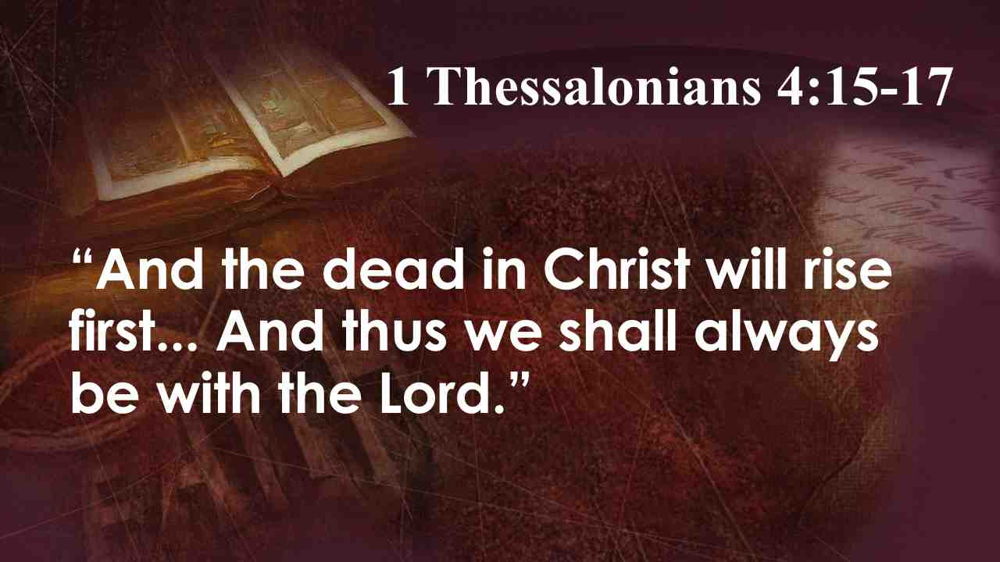 1 Thessalonians 4:15-17
“And the dead in Christ will rise
first... And thus we shall always
be with the Lord.”